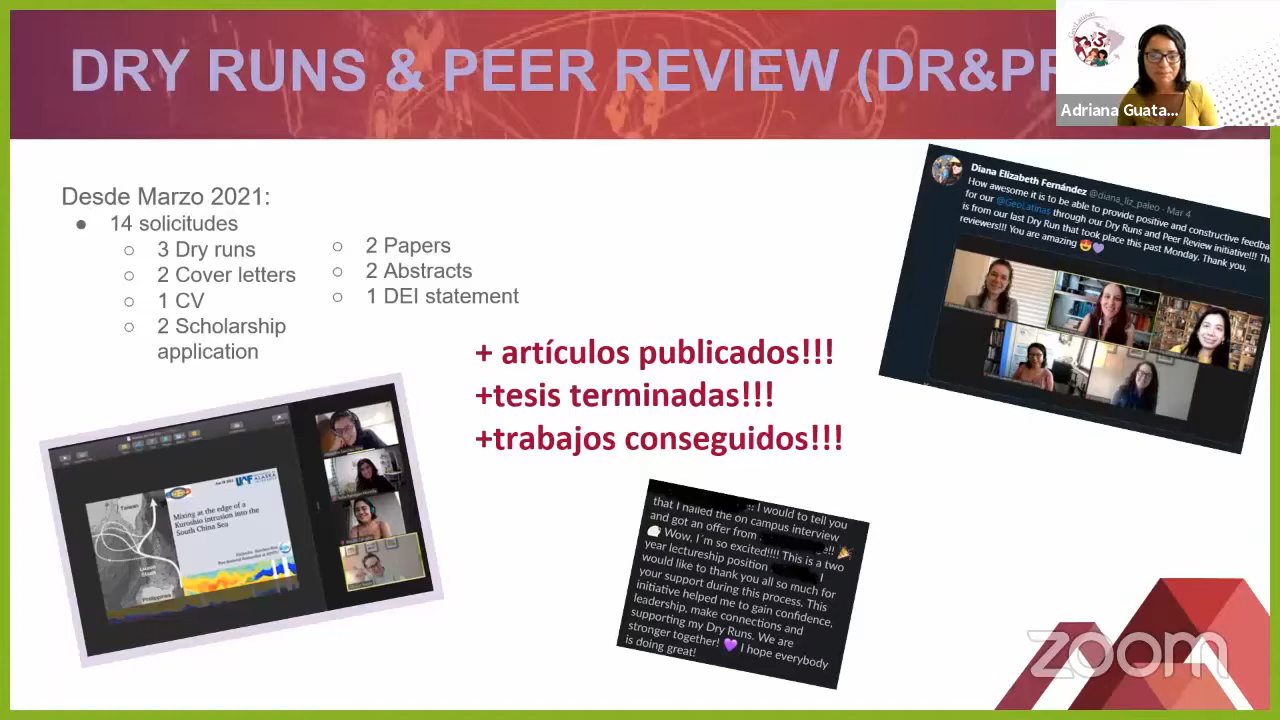 DRY RUNS & PEER REVIEW (DR&PR
Adriana Guata...
Desde Marzo 2021:
● 14 solicitudes
○ 3 Dry runs
○ 2 Cover letters
○ 1 CV
○ 2 Scholarship
application
○ 2 Papers
○ 2 Abstracts
○ 1 DEI statement
+ artículos publicados!!!
+tesis terminadas!!!
+trabajos conseguidos!!!
Diana Elizabeth Fernández @diana_liz_paleo · Mar 4
How awesome it is to be able to provide positive and constructive feedba
for our @GeoLatinas through our Dry Runs and Peer Review initiative!!! Th
is from our last Dry Run that took place this past Monday. Thank you,
reviewers!!! You are amazing 😍💜
UAF
ALASKA
Mixing at the edge of a
Kuroshio intrusion into the
South China Sea
Taiwan
Luzon
Strait
Philippines
!! I would to tell you
that I nailed the on campus interview
and got an offer from
!! 🎉
Wow, I´m so excited!!!! This is a two
year lectureship position
I
would like to thank you all so much for
your support during this process. This
initiative helped me to gain confidence,
leadership, make connections and
supporting my Dry Runs. We are
stronger together! 💜 I hope everybody
is doing great!
zoom